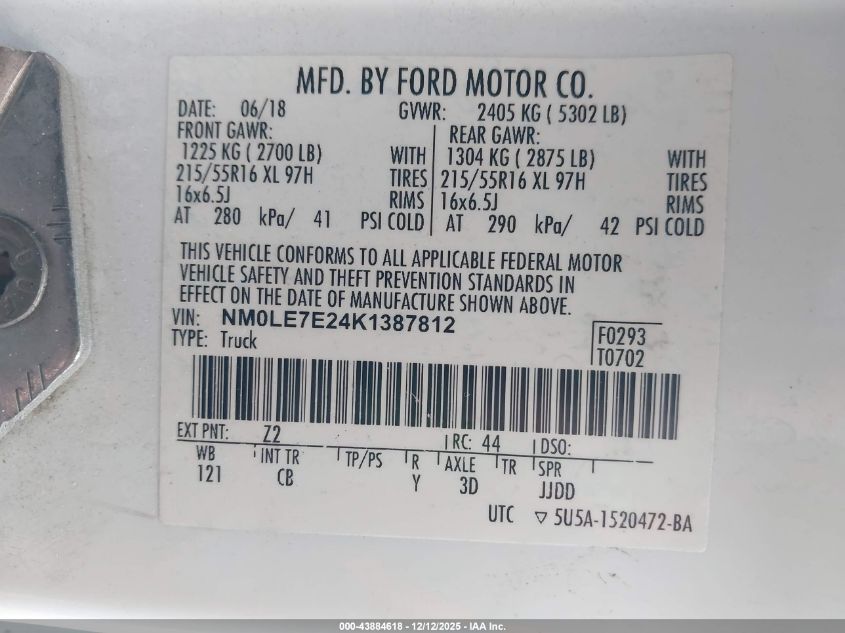 MFD. BY FORD MOTOR CO.
DATE: 06/18 GVWR: 2405 KG ( 5302 LB)
FRONT GAWR: REAR GAWR:
1225 KG ( 2700 LB) WITH 1304 KG ( 2875 LB) WITH
215/55R16 XL 97H TIRES 215/55R16 XL 97H TIRES
16x6.5J RIMS 16x6.5J RIMS
AT 280 kPa/ 41 PSI COLD AT 290 kPa/ 42 PSI COLD
THIS VEHICLE CONFORMS TO ALL APPLICABLE FEDERAL MOTOR
VEHICLE SAFETY AND THEFT PREVENTION STANDARDS IN
EFFECT ON THE DATE OF MANUFACTURE SHOWN ABOVE.
VIN: NM0LE7E24K1387812
TYPE: Truck
F0293
T0702
EXT PNT: Z2 RC: 44 DSO:
WB INT TR TP/PS R AXLE TR SPR
121 CB Y 3D JJDD
UTC ▽ 5U5A-1520472-BA
000-43884618 - 12/12/2025 - IAA Inc.